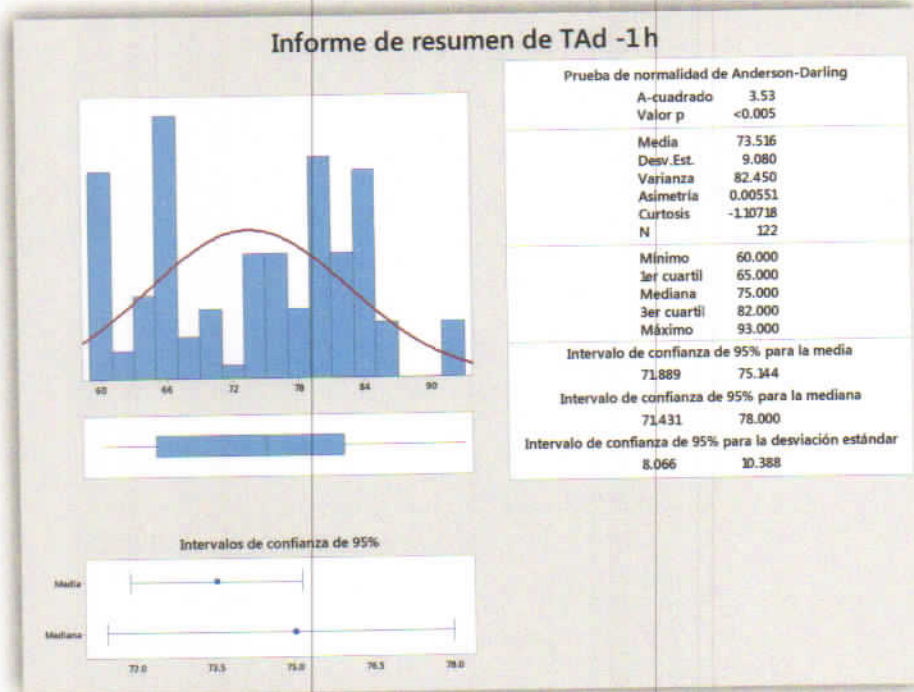 Informe de resumen de TAd -1h
Prueba de normalidad de Anderson-Darling
A-cuadrado 3.53
Valor p <0.005
Media 73.516
Desv.Est. 9.080
Varianza 82.450
Asimetría 0.00551
Curtosis -1.10718
N 122
Mínimo 60.000
1er cuartil 65.000
Mediana 75.000
3er cuartil 82.000
Máximo 93.000
Intervalo de confianza de 95% para la media
71.889 75.144
Intervalo de confianza de 95% para la mediana
71.431 78.000
Intervalo de confianza de 95% para la desviación estándar
8.066 10.388
60 66 72 78 84 90
Intervalos de confianza de 95%
Media
Mediana
72.0 73.5 75.0 76.5 78.0